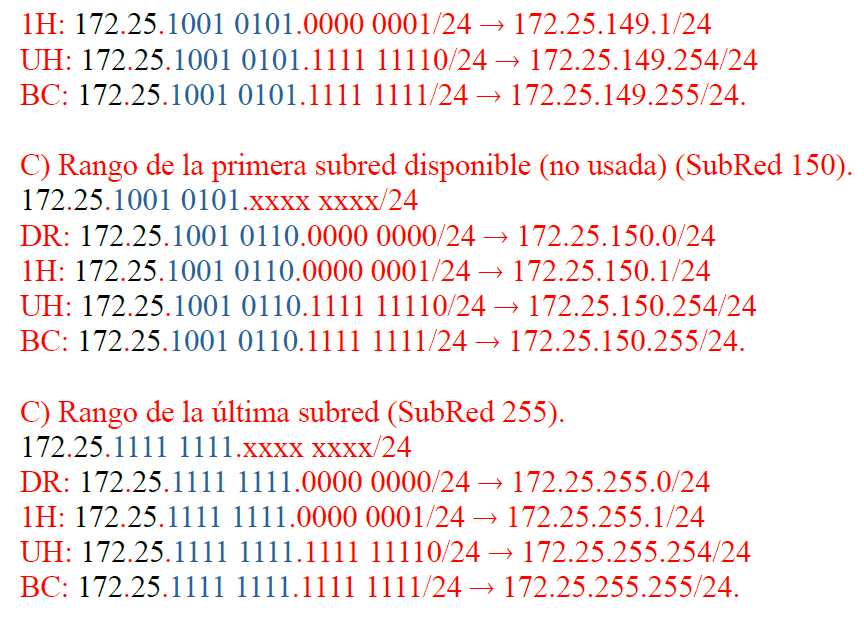 1H: 172.25.1001 0101.0000 0001/24 → 172.25.149.1/24
UH: 172.25.1001 0101.1111 11110/24 → 172.25.149.254/24
BC: 172.25.1001 0101.1111 1111/24 → 172.25.149.255/24.
C) Rango de la primera subred disponible (no usada) (SubRed 150).
172.25.1001 0101.xxxx xxxx/24
DR: 172.25.1001 0110.0000 0000/24 → 172.25.150.0/24
1H: 172.25.1001 0110.0000 0001/24 → 172.25.150.1/24
UH: 172.25.1001 0110.1111 11110/24 → 172.25.150.254/24
BC: 172.25.1001 0110.1111 1111/24 → 172.25.150.255/24.
C) Rango de la última subred (SubRed 255).
172.25.1111 1111.xxxx xxxx/24
DR: 172.25.1111 1111.0000 0000/24 → 172.25.255.0/24
1H: 172.25.1111 1111.0000 0001/24 → 172.25.255.1/24
UH: 172.25.1111 1111.1111 11110/24 → 172.25.255.254/24
BC: 172.25.1111 1111.1111 1111/24 → 172.25.255.255/24.